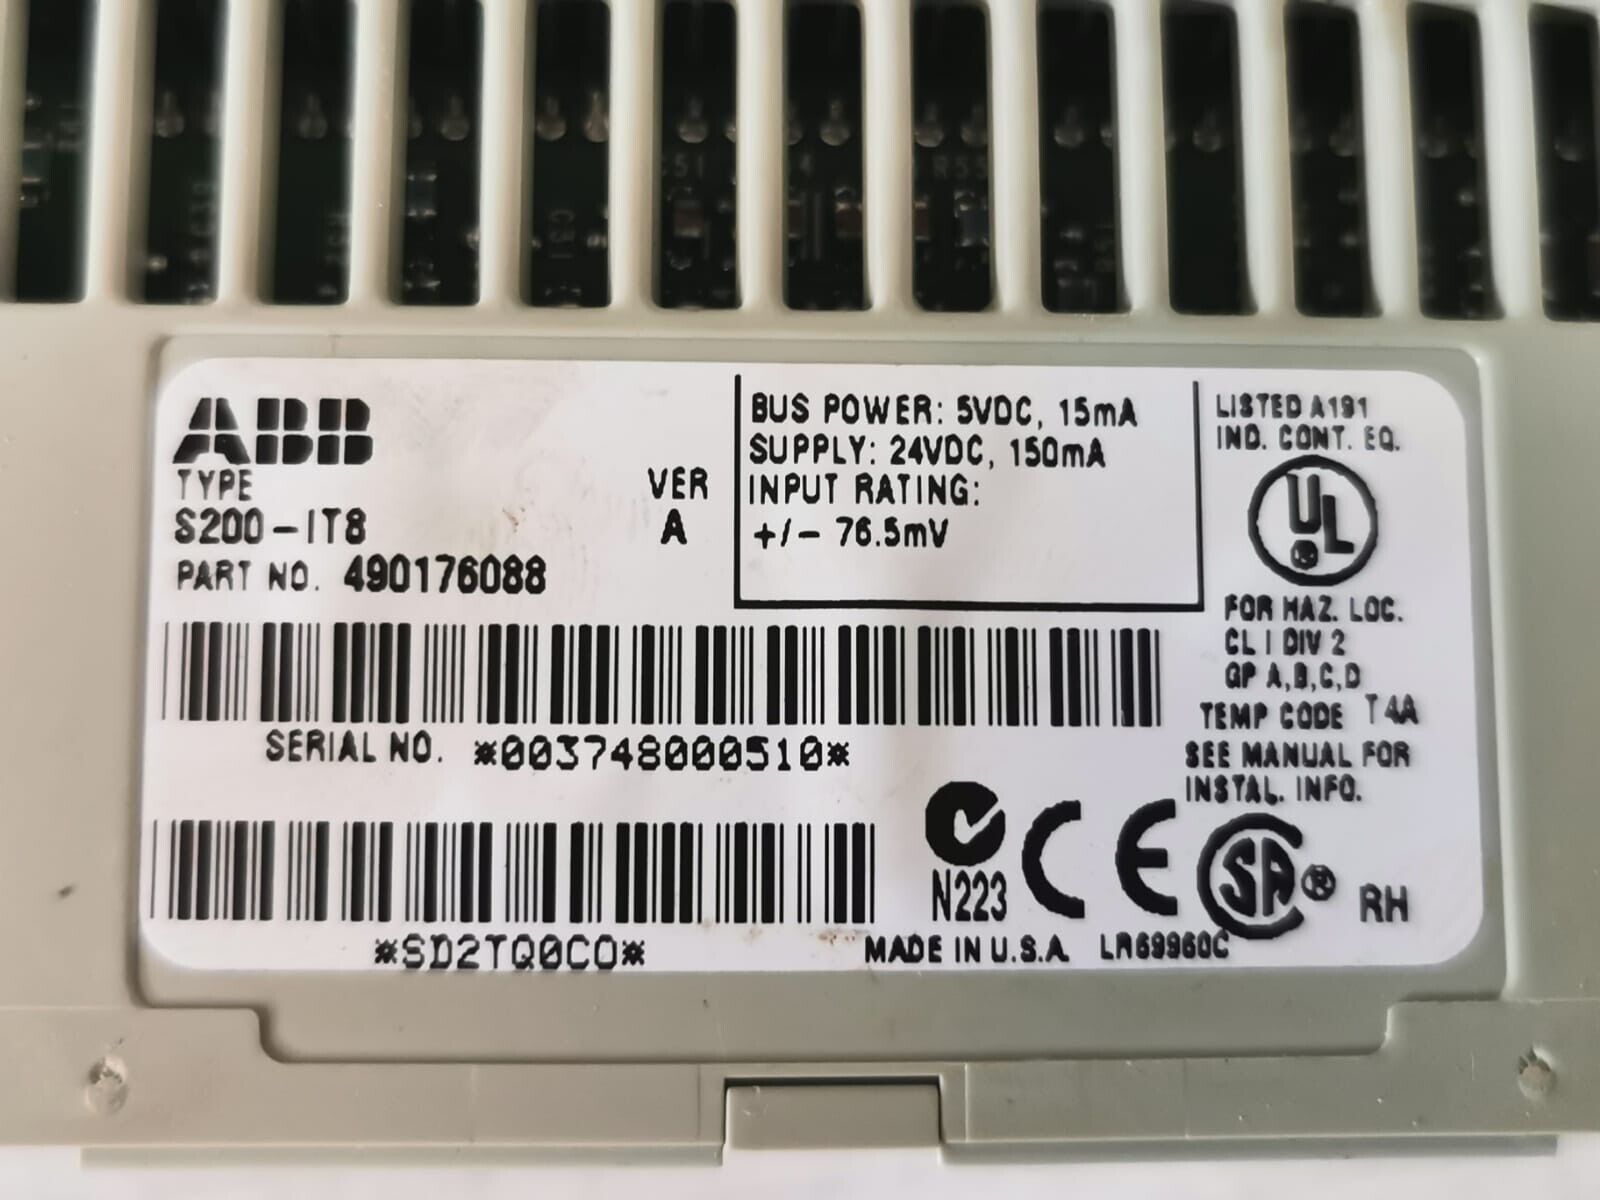 ABB
TYPE
S200-IT8
PART NO. 490176088
VER
A
BUS POWER: 5VDC, 15mA
SUPPLY: 24VDC, 150mA
INPUT RATING:
+/- 76.5mV
LISTED A191
IND. CONT. EQ.
UL
FOR HAZ. LOC.
CL I DIV 2
GP A,B,C,D
TEMP CODE T4A
SEE MANUAL FOR
INSTAL. INFO.
SERIAL NO. *003748000510*
N223
CE
SA®
RH
*SD2TQ0CO*
MADE IN U.S.A. LR69960C